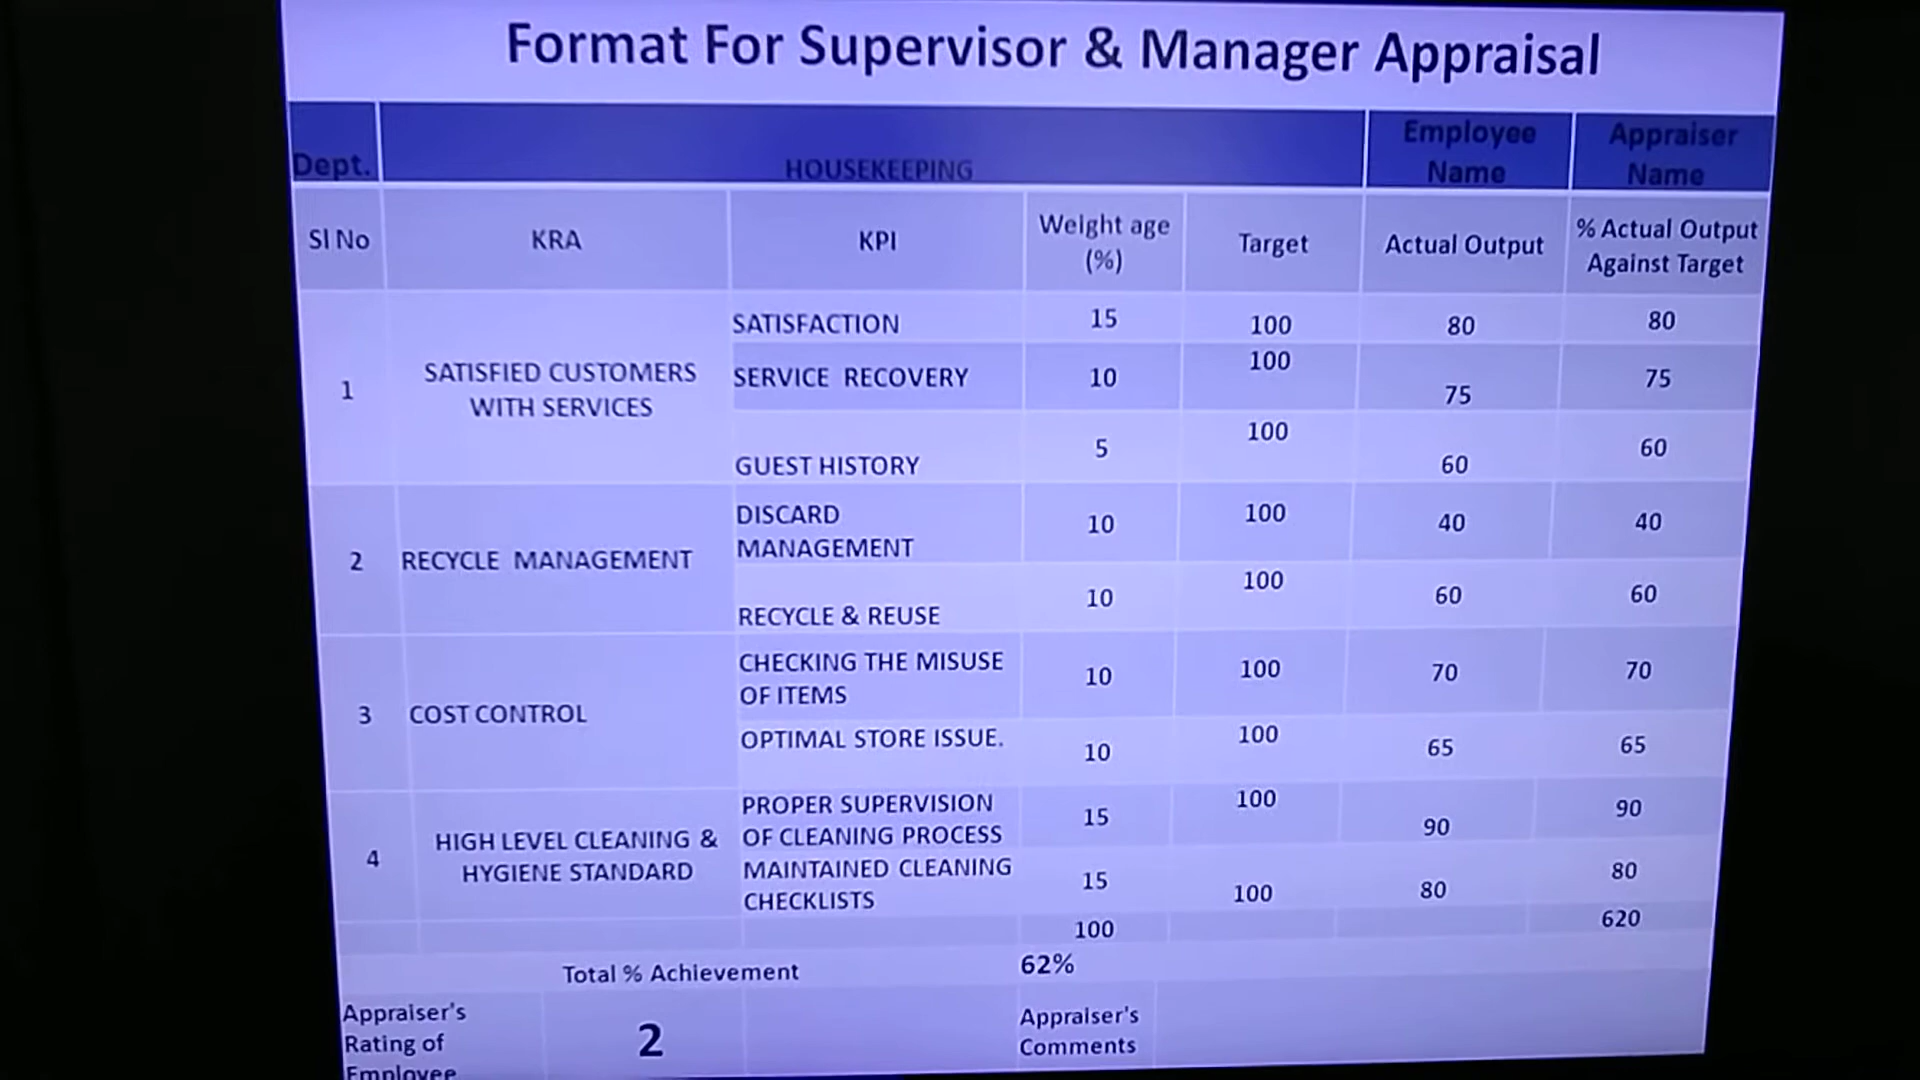 Format For Supervisor & Manager Appraisal
Dept. HOUSEKEEPING Employee Name Appraiser Name
Sl No KRA KPI Weight age (%) Target Actual Output % Actual Output Against Target
1 SATISFIED CUSTOMERS WITH SERVICES SATISFACTION 15 100 80 80
SERVICE RECOVERY 10 100 75 75
GUEST HISTORY 5 100 60 60
2 RECYCLE MANAGEMENT DISCARD MANAGEMENT 10 100 40 40
RECYCLE & REUSE 10 100 60 60
3 COST CONTROL CHECKING THE MISUSE OF ITEMS 10 100 70 70
OPTIMAL STORE ISSUE. 10 100 65 65
4 HIGH LEVEL CLEANING & HYGIENE STANDARD PROPER SUPERVISION OF CLEANING PROCESS 15 100 90 90
MAINTAINED CLEANING CHECKLISTS 15 100 80 80
100 620
Total % Achievement 62%
Appraiser's Rating of Employee 2 Appraiser's Comments